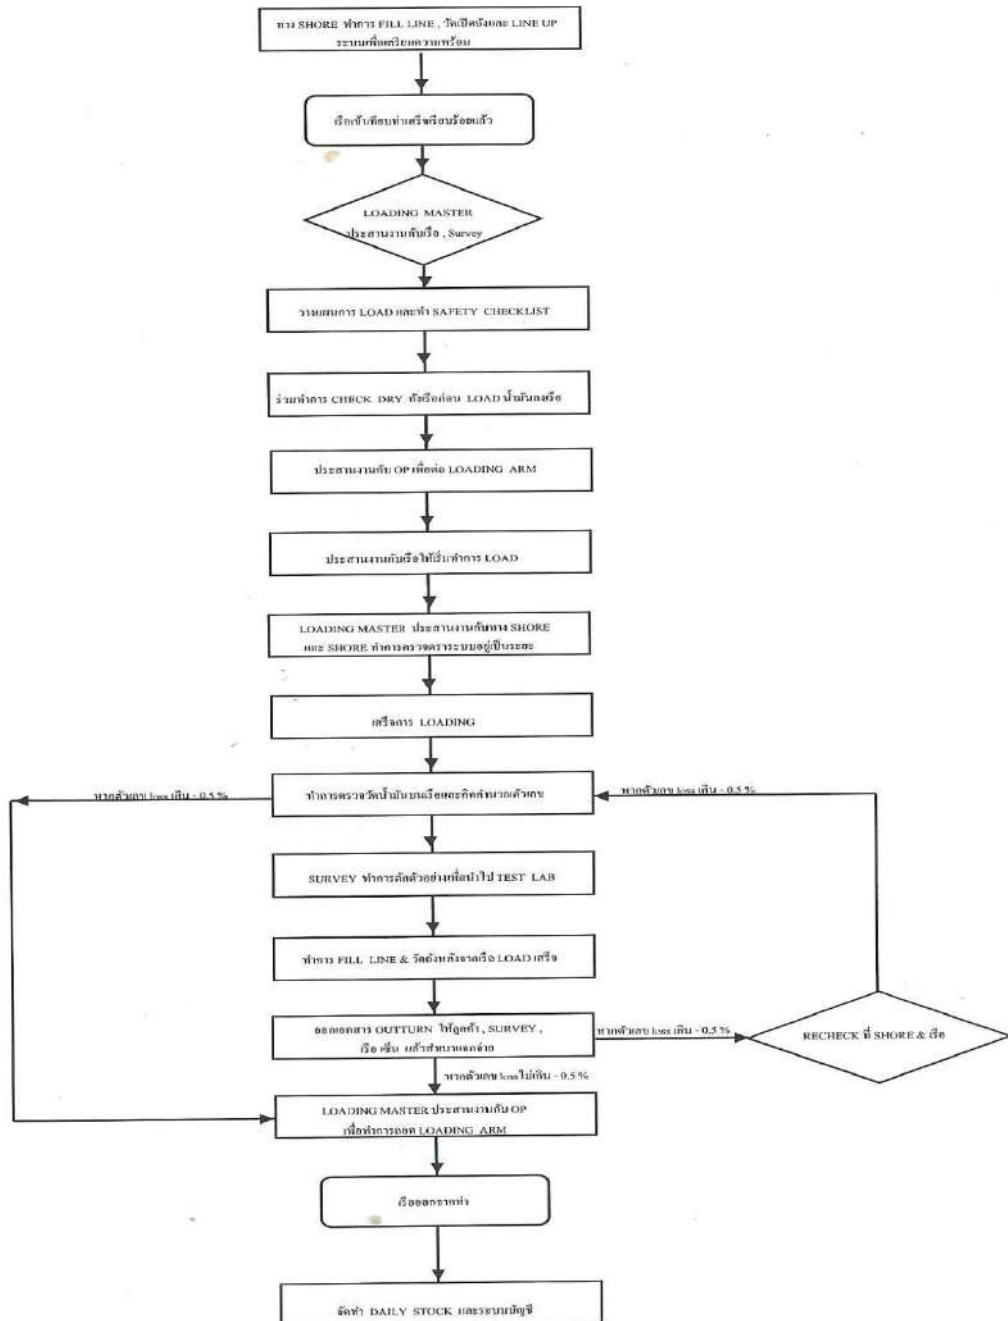 ทาง SHORE ทำการ FILL LINE , วัดเปิดถังและ LINE UP
ระบบเพื่อเตรียมความพร้อม
เรือเข้าเทียบท่าเสร็จเรียบร้อยแล้ว
LOADING MASTER
ประสานงานกับเรือ , Survey
วางแผนการ LOAD และทำ SAFETY CHECKLIST
ร่วมทำการ CHECK DRY ถังเรือก่อน LOAD น้ำมันลงเรือ
ประสานงานกับ OP เพื่อต่อ LOADING ARM
ประสานงานกับเรือให้เริ่มทำการ LOAD
LOADING MASTER ประสานงานกับทาง SHORE
และ SHORE ทำการตรวจตราระบบอยู่เป็นระยะ
เสร็จการ LOADING
หากตัวเลข loss เกิน - 0.5 %
ทำการตรวจวัดน้ำมันบนเรือและคิดคำนวณตัวเลข
หากตัวเลข loss เกิน - 0.5 %
SURVEY ทำการตัวอย่างเพื่อนำไป TEST LAB
ทำการ FILL LINE & วัดถังหลังจากเรือ LOAD เสร็จ
ออกเอกสาร OUTTURN ให้ลูกค้า , SURVEY ,
เรือ เซ็น แล้วสำเนาแจกจ่าย
หากตัวเลข loss เกิน - 0.5 %
RECHECK ที่ SHORE & เรือ
หากตัวเลข loss ไม่เกิน - 0.5 %
LOADING MASTER ประสานงานกับ OP
เพื่อทำการถอด LOADING ARM
เรือออกจากท่า
จัดทำ DAILY STOCK และระบบบัญชี